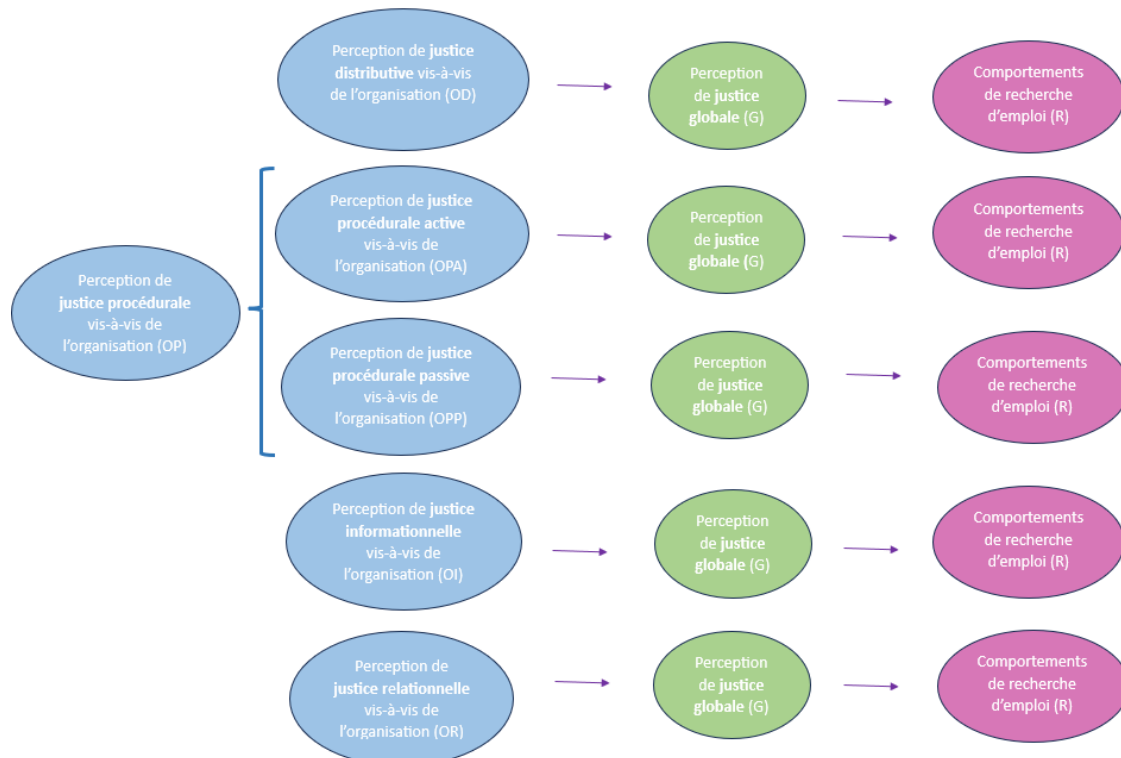 Perception de justice
distributive vis-à-vis
de l'organisation (OD)
Perception
de justice
globale (G)
Comportements
de recherche
d'emploi (R)
Perception de justice
procédurale active
vis-à-vis de
l'organisation (OPA)
Perception
de justice
globale (G)
Comportements
de recherche
d'emploi (R)
Perception de
justice procédurale
vis-à-vis de
l'organisation (OP)
Perception de justice
procédurale passive
vis-à-vis de
l'organisation (OPP)
Perception
de justice
globale (G)
Comportements
de recherche
d'emploi (R)
Perception de justice
informationnelle
vis-à-vis de
l'organisation (OI)
Perception
de justice
globale (G)
Comportements
de recherche
d'emploi (R)
Perception de
justice relationnelle
vis-à-vis de
l'organisation (OR)
Perception
de justice
globale (G)
Comportements
de recherche
d'emploi (R)